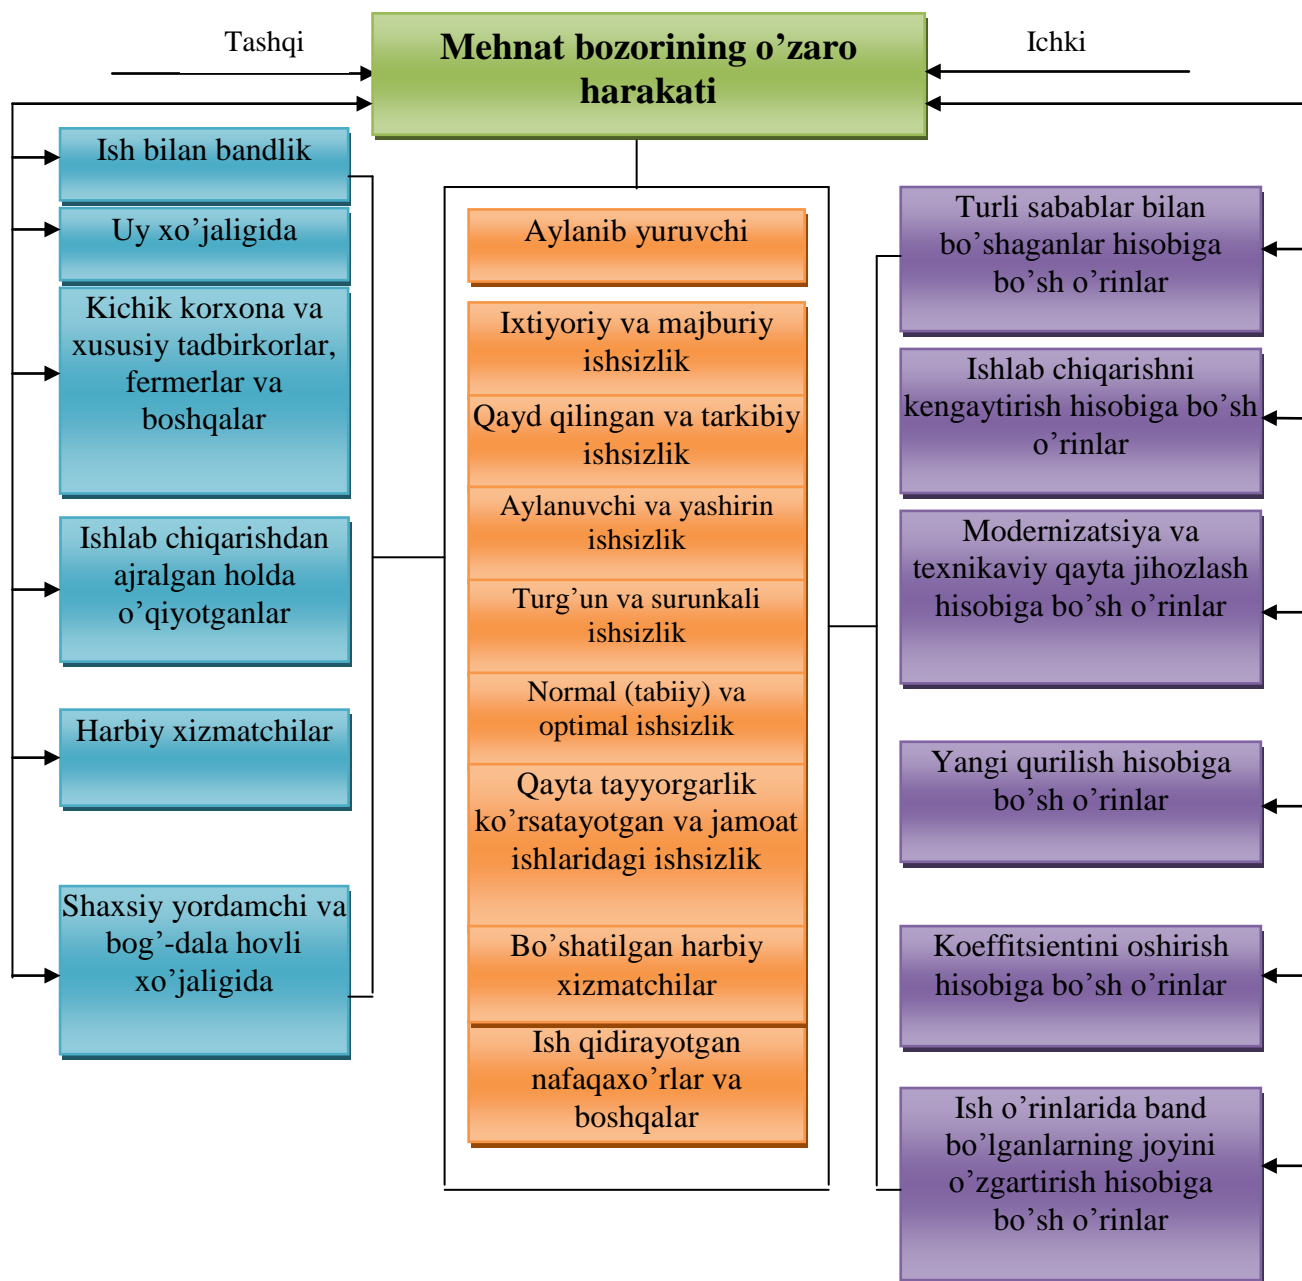 Tashqi
Mehnat bozorining o’zaro
harakati
Ichki
Ish bilan bandlik
Uy xo’jaligida
Kichik korxona va
xususiy tadbirkorlar,
fermerlar va
boshqalar
Ishlab chiqarishdan
ajralgan holda
o’qiyotganlar
Harbiy xizmatchilar
Shaxsiy yordamchi va
bog’-dala hovli
xo’jaligida
Aylanib yuruvchi
Ixtiyoriy va majburiy
ishsizlik
Qayd qilingan va tarkibiy
ishsizlik
Aylanuvchi va yashirin
ishsizlik
Turg’un va surunkali
ishsizlik
Normal (tabiiy) va
optimal ishsizlik
Qayta tayyorgarlik
ko’rsatayotgan va jamoat
ishlaridagi ishsizlik
Bo’shatilgan harbiy
xizmatchilar
Ish qidirayotgan
nafaqaxo’rlar va
boshqalar
Turli sabablar bilan
bo’shaganlar hisobiga
bo’sh o’rinlar
Ishlab chiqarishni
kengaytirish hisobiga bo’sh
o’rinlar
Modernizatsiya va
texnikaviy qayta jihozlash
hisobiga bo’sh o’rinlar
Yangi qurilish hisobiga
bo’sh o’rinlar
Koeffitsientini oshirish
hisobiga bo’sh o’rinlar
Ish o’rinlarida band
bo’lganlarning joyini
o’zgartirish hisobiga
bo’sh o’rinlar